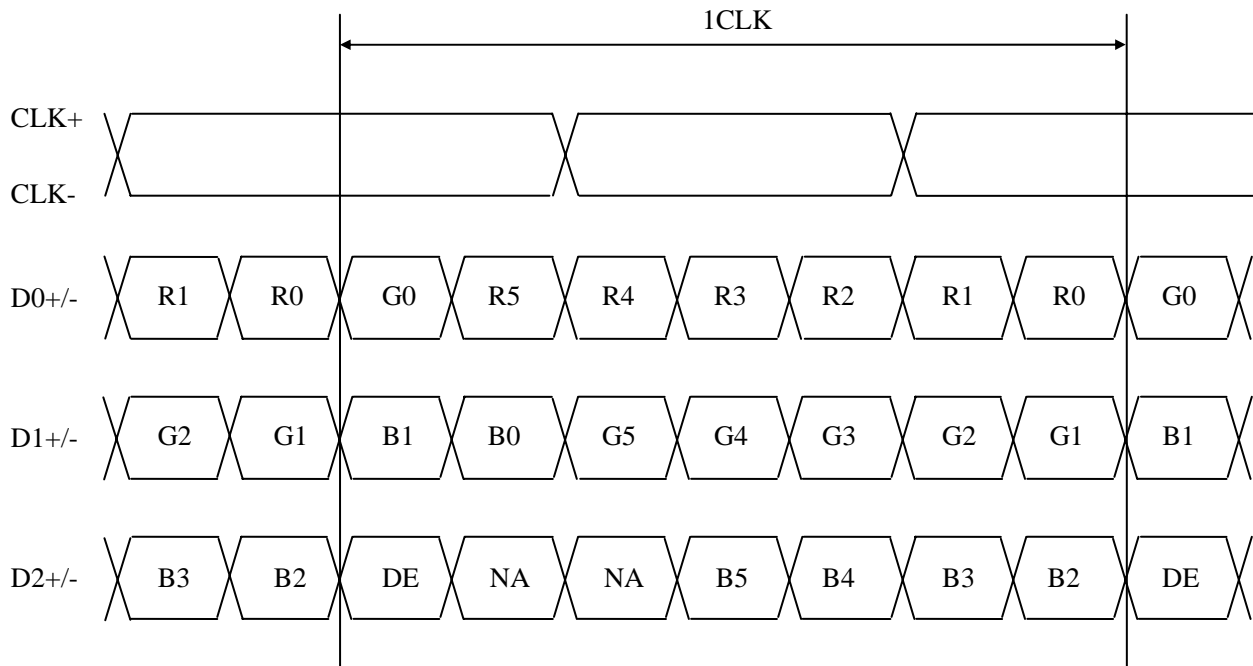 1CLK
CLK+
CLK-
D0+/- R1 R0 G0 R5 R4 R3 R2 R1 R0 G0
D1+/- G2 G1 B1 B0 G5 G4 G3 G2 G1 B1
D2+/- B3 B2 DE NA NA B5 B4 B3 B2 DE